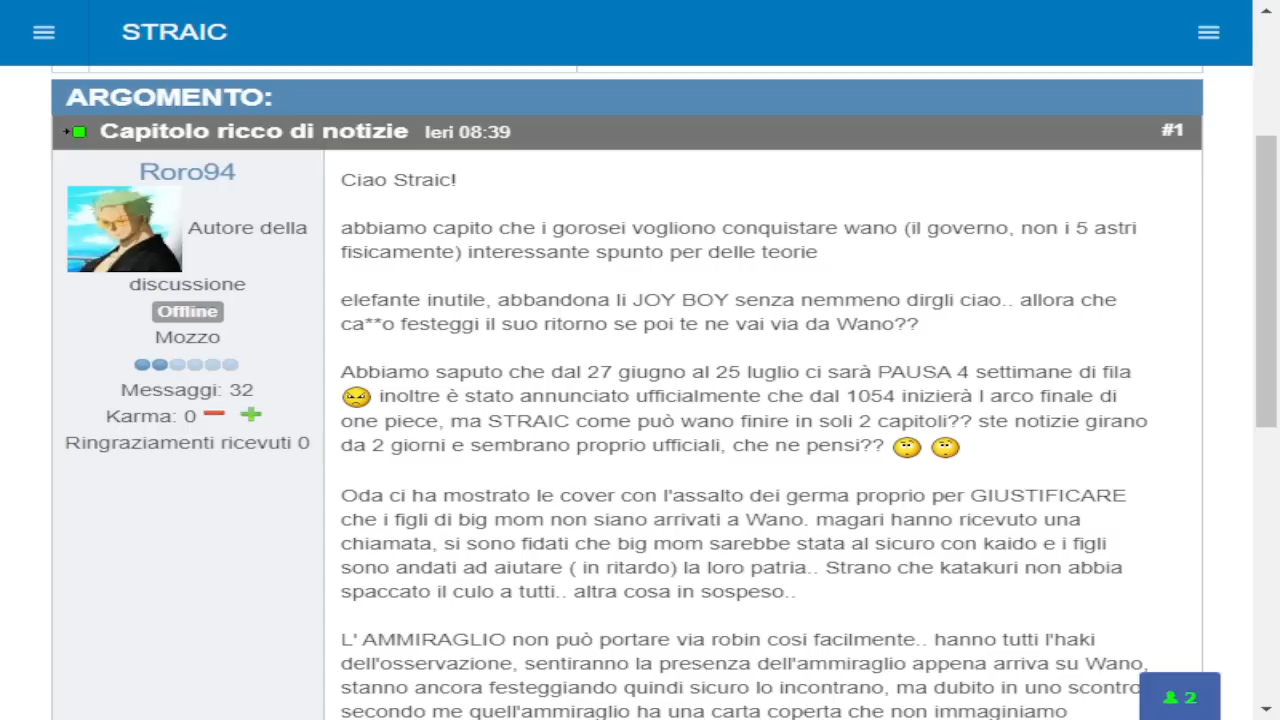 STRAIC
ARGOMENTO:
Capitolo ricco di notizie Ieri 08:39 #1
Roro94
Autore della
discussione
Offline
Mozzo
Messaggi: 32
Karma: 0
Ringraziamenti ricevuti 0
Ciao Straic!
abbiamo capito che i gorosei vogliono conquistare wano (il governo, non i 5 astri
fisicamente) interessante spunto per delle teorie
elefante inutile, abbandona li JOY BOY senza nemmeno dirgli ciao.. allora che
ca**o festeggi il suo ritorno se poi te ne vai via da Wano??
Abbiamo saputo che dal 27 giugno al 25 luglio ci sarà PAUSA 4 settimane di fila
inoltre è stato annunciato ufficialmente che dal 1054 inizierà l arco finale di
one piece, ma STRAIC come può wano finire in soli 2 capitoli?? ste notizie girano
da 2 giorni e sembrano proprio ufficiali, che ne pensi??
Oda ci ha mostrato le cover con l'assalto dei germa proprio per GIUSTIFICARE
che i figli di big mom non siano arrivati a Wano. magari hanno ricevuto una
chiamata, si sono fidati che big mom sarebbe stata al sicuro con kaido e i figli
sono andati ad aiutare ( in ritardo) la loro patria.. Strano che katakuri non abbia
spaccato il culo a tutti.. altra cosa in sospeso..
L' AMMIRAGLIO non può portare via robin cosi facilmente.. hanno tutti l'haki
dell'osservazione, sentiranno la presenza dell'ammiraglio appena arriva su Wano,
stanno ancora festeggiando quindi sicuro lo incontrano, ma dubito in uno scontro
secondo me quell'ammiraglio ha una carta coperta che non immaginiamo
2